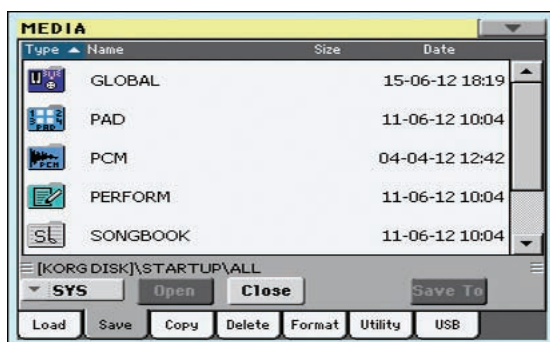 MEDIA
Type Name Size Date
GLOBAL 15-06-12 18:19
PAD 11-06-12 10:04
PCM 04-04-12 12:42
PERFORM 11-06-12 10:04
SONGBOOK 11-06-12 10:04
[KORG DISK]\STARTUP\ALL
SYS Open Close Save To
Load Save Copy Delete Format Utility USB